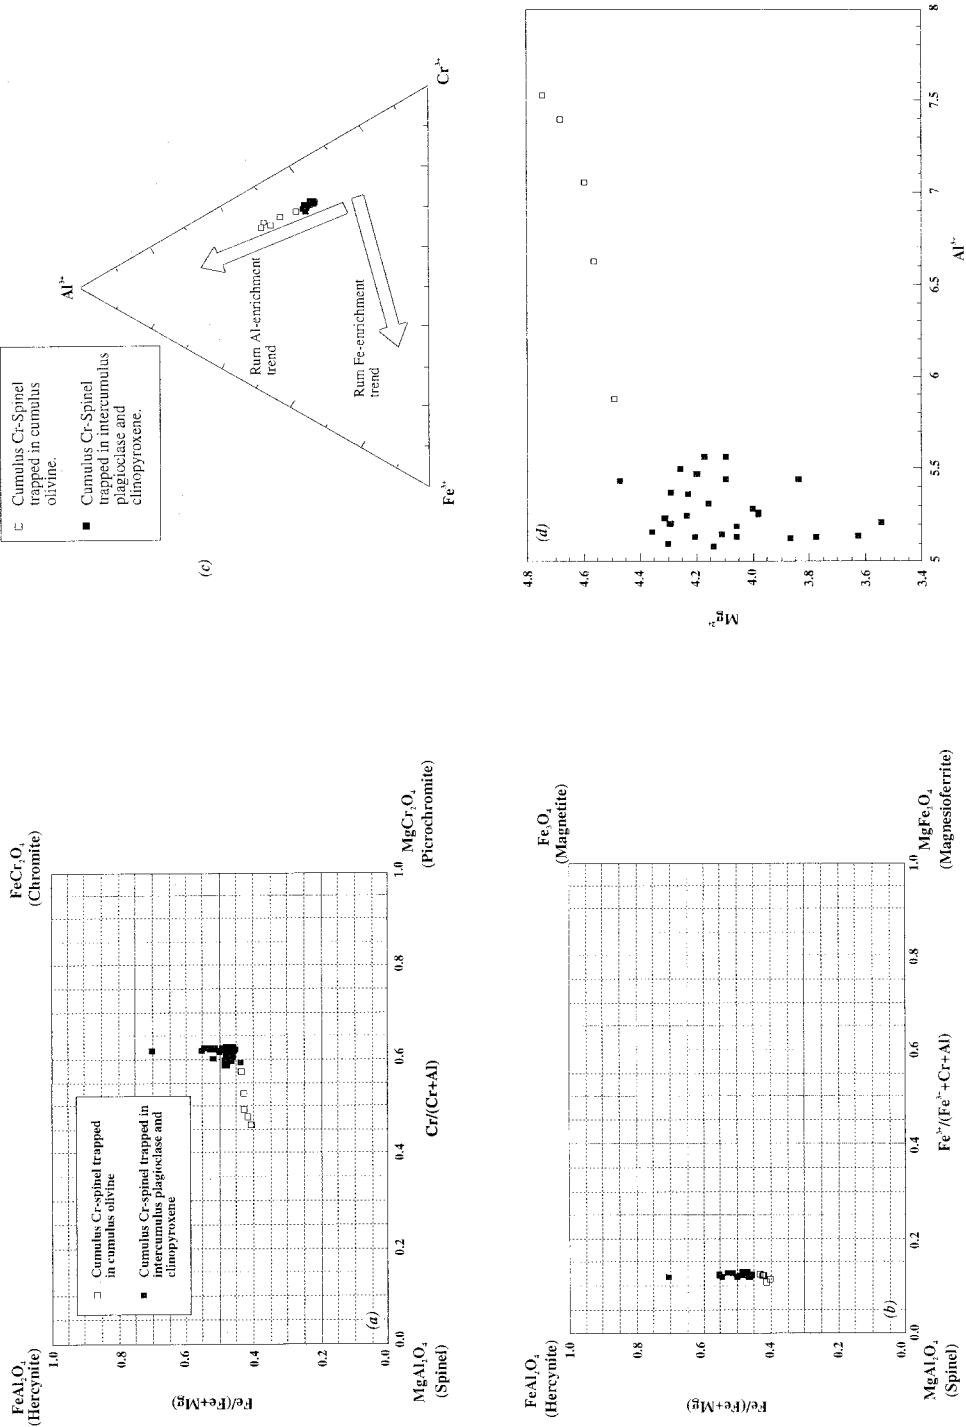 FeAl₂O₄
(Hercynite)
FeCr₂O₄
(Chromite)
□ Cumulus Cr-spinel trapped
in cumulus olivine
■ Cumulus Cr-spinel trapped in
intercumulus plagioclase and
clinopyroxene
1.0
0.8
0.6
0.4
0.2
0.0
Fe/(Fe+Mg)
(a)
0.0
0.2
0.4
0.6
0.8
1.0
Cr/(Cr+Al)
MgAl₂O₄
(Spinel)
MgCr₂O₄
(Picrochromite)
FeAl₂O₄
(Hercynite)
Fe₃O₄
(Magnetite)
1.0
0.8
0.6
0.4
0.2
0.0
Fe/(Fe+Mg)
(b)
0.0
0.2
0.4
0.6
0.8
1.0
Fe³⁺/(Fe³⁺+Cr+Al)
MgAl₂O₄
(Spinel)
MgFe₂O₄
(Magnesioferrite)
□ Cumulus Cr-Spinel
trapped in cumulus
olivine.
■ Cumulus Cr-Spinel
trapped in intercumulus
plagioclase and
clinopyroxene.
(c)
Al³⁺
Rum Al-enrichment
trend
Rum Fe-enrichment
trend
Fe³⁺
Cr³⁺
4.8
4.6
4.4
4.2
4.0
3.8
3.6
3.4
Mg²⁺
(d)
5
5.5
6
6.5
7
7.5
8
Al³⁺